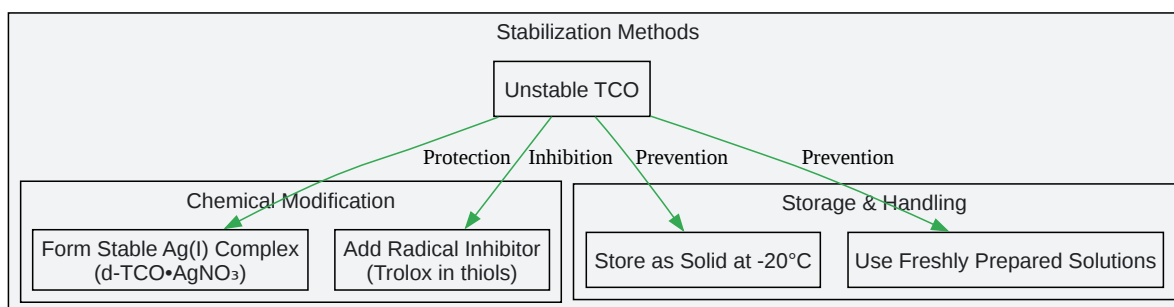 Stabilization Methods
Unstable TCO
Protection
Inhibition
Prevention
Prevention
Chemical Modification
Storage & Handling
Form Stable Ag(I) Complex
(d-TCO•AgNO₃)
Add Radical Inhibitor
(Trolox in thiols)
Store as Solid at -20°C
Use Freshly Prepared Solutions